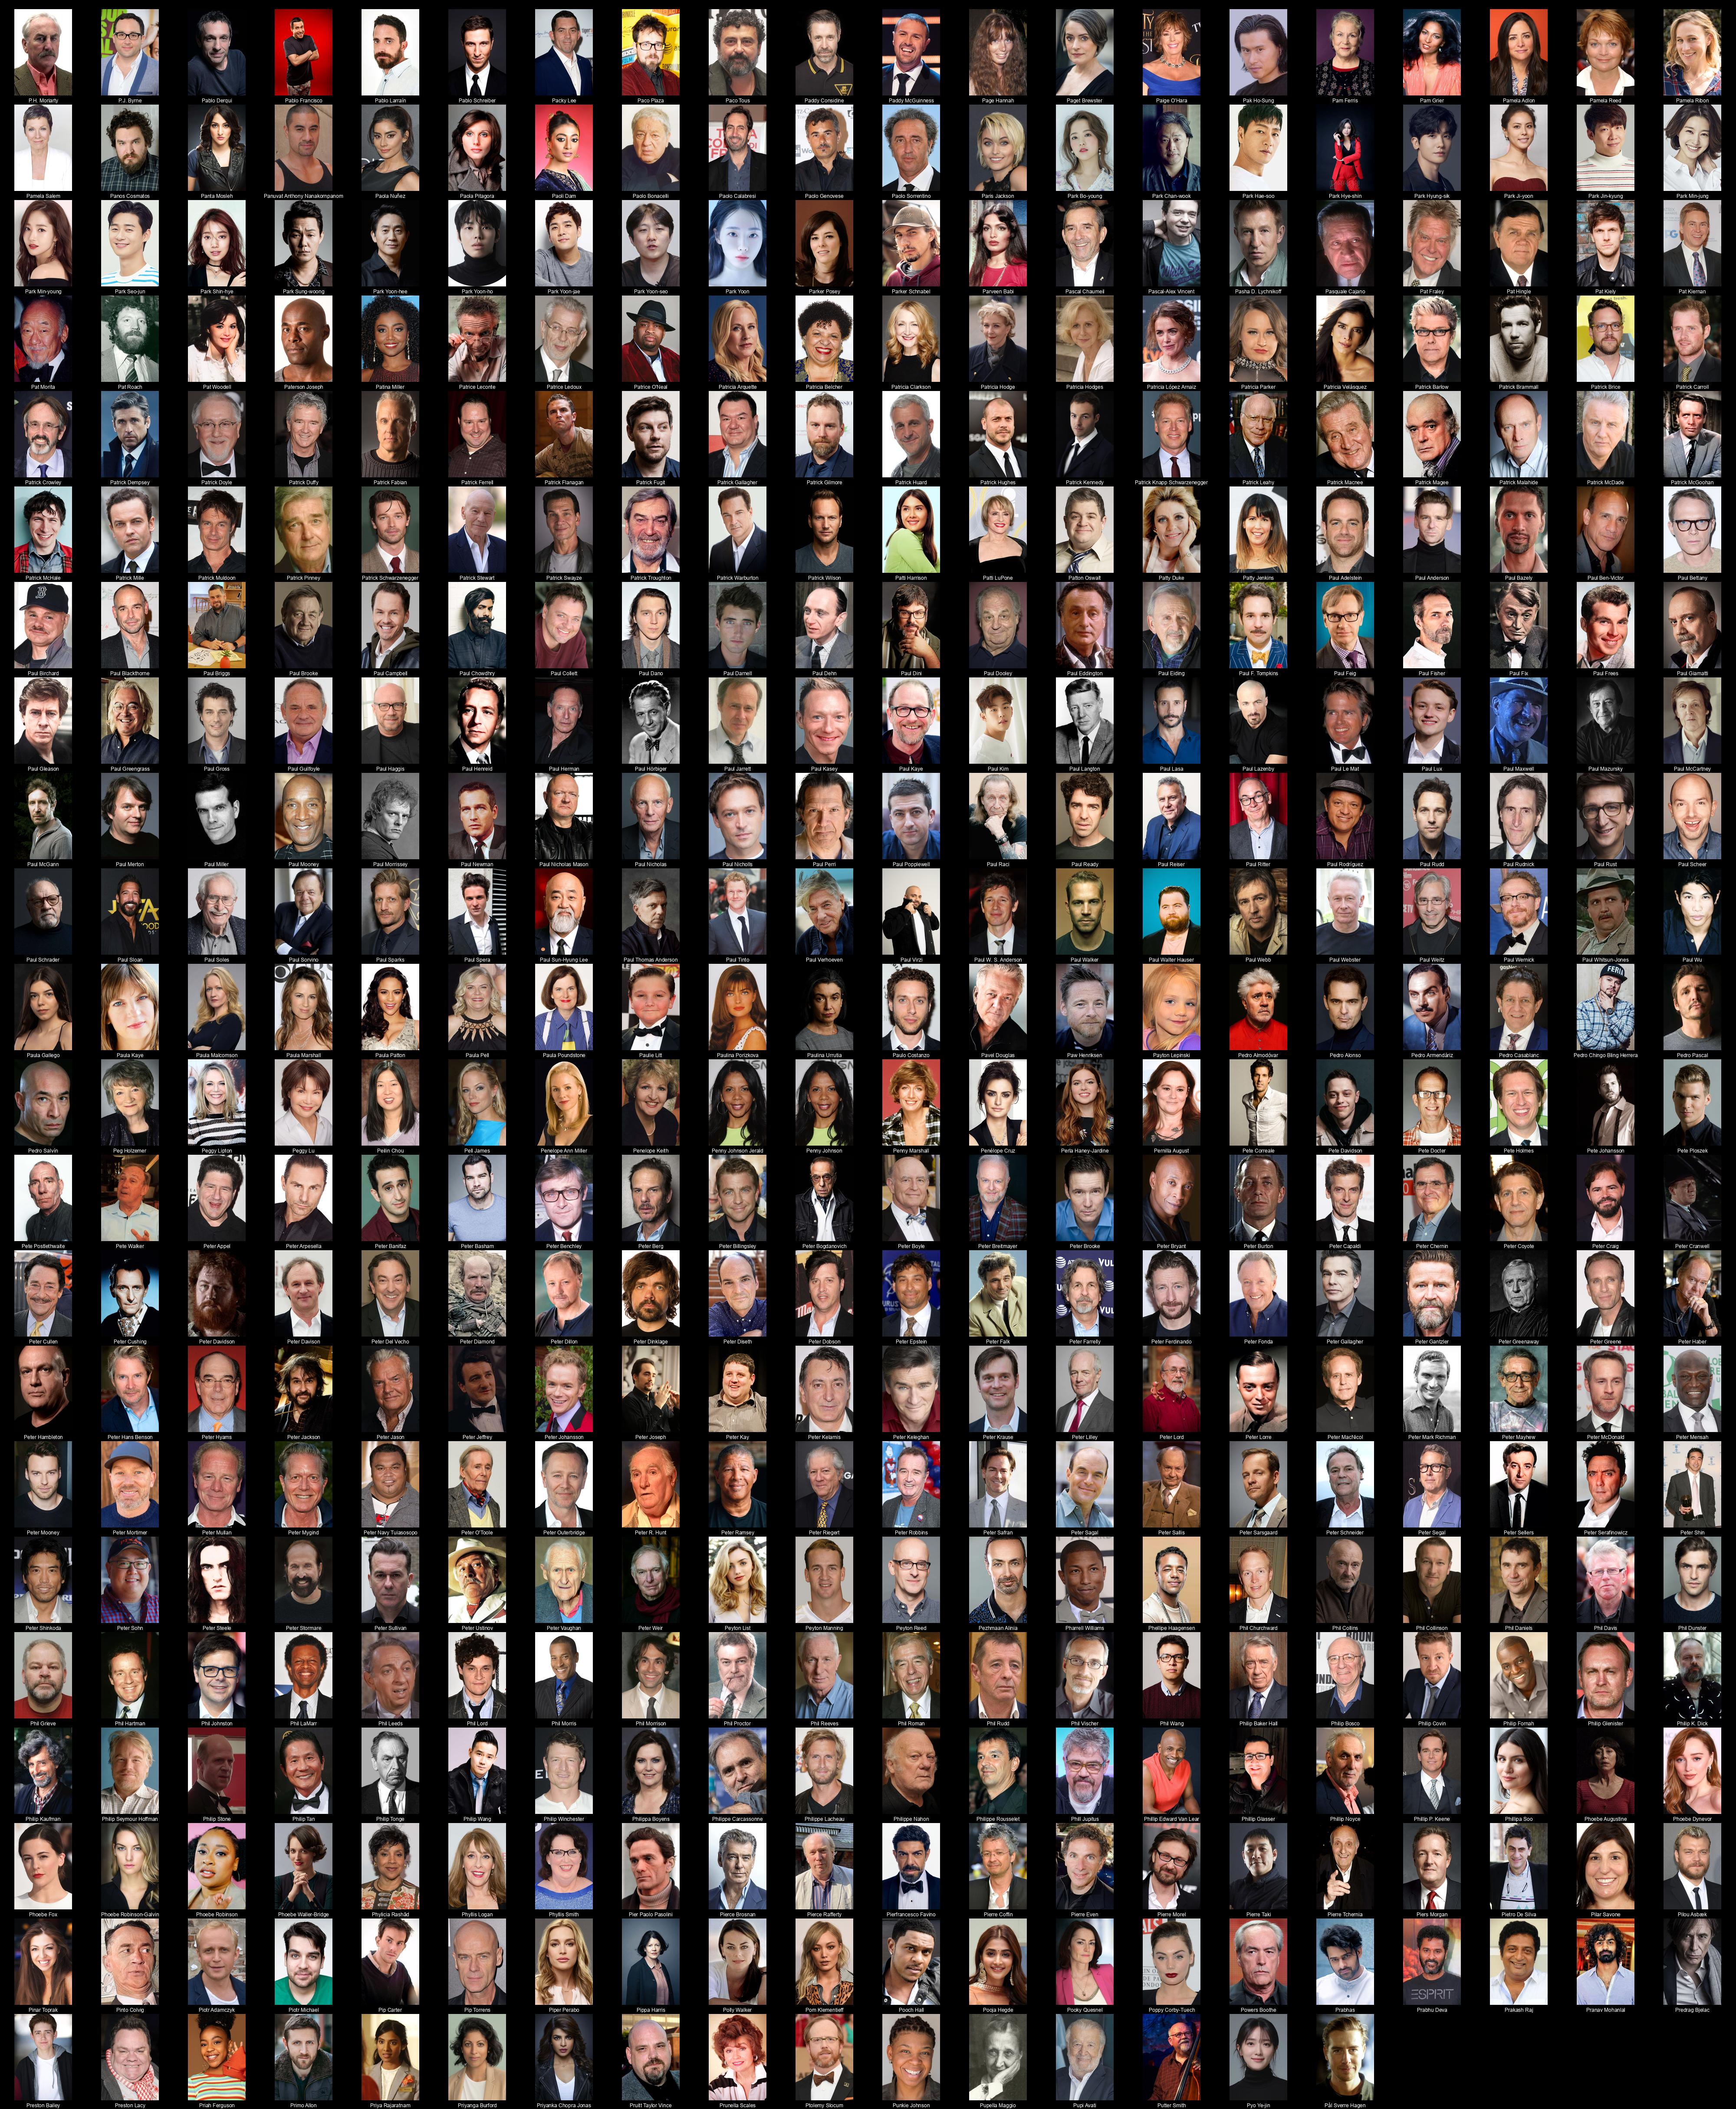 P.H. Moriarty P.J. Byrne Pablo Derqui Pablo Francisco Pablo Larraín Pablo Schreiber Packy Lee Paco Plaza Paco Tous Paddy Considine Paddy McGuinness Page Hannah Paget Brewster Paige O'Hara Pak Ho-Sung Pam Ferris Pam Grier Pamela Adlon Pamela Reed Pamela Ribon
Pamela Salem Panos Cosmatos Panta Mosleh Panuvat Anthony Nanakornpanom Paola Nuñez Paola Pitagora Paoli Dam Paolo Bonacelli Paolo Calabresi Paolo Genovese Paolo Sorrentino Paris Jackson Park Bo-young Park Chan-wook Park Hae-soo Park Hye-shin Park Hyung-sik Park Ji-yoon Park Jin-kyung Park Min-jung
Park Min-young Park Seo-jun Park Shin-hye Park Sung-woong Park Yoon-hee Park Yoon-ho Park Yoon-jae Park Yoon-seo Park Yoon Parker Posey Parker Schnabel Parveen Babi Pascal Chaumeil Pascal-Alex Vincent Pasha D. Lychnikoff Pasquale Cajano Pat Fraley Pat Hingle Pat Kiely Pat Kiernan
Pat Morita Pat Roach Pat Woodell Paterson Joseph Patina Miller Patrice Leconte Patrice Ledoux Patrice O'Neal Patricia Arquette Patricia Belcher Patricia Clarkson Patricia Hodge Patricia Hodges Patricia López Arnaiz Patricia Parker Patricia Velásquez Patrick Bartow Patrick Brammall Patrick Brice Patrick Carroll
Patrick Crowley Patrick Dempsey Patrick Doyle Patrick Duffy Patrick Fabian Patrick Ferrell Patrick Flanagan Patrick Fugit Patrick Gallagher Patrick Gilmore Patrick Huard Patrick Hughes Patrick Kennedy Patrick Knapp Schwarzenegger Patrick Leahy Patrick Macnee Patrick Magee Patrick Malahide Patrick McDade Patrick McGoohan
Patrick McHale Patrick Mille Patrick Muldoon Patrick Pinney Patrick Schwarzenegger Patrick Stewart Patrick Swayze Patrick Troughton Patrick Warburton Patrick Wilson Patti Harrison Patti LuPone Patton Oswalt Patty Duke Patty Jenkins Paul Adelstein Paul Anderson Paul Bazely Paul Ben-Victor Paul Bettany
Paul Birchard Paul Blackthorne Paul Briggs Paul Brooke Paul Campbell Paul Chowdhry Paul Collett Paul Dano Paul Darnell Paul Dehn Paul Dini Paul Dooley Paul Eddington Paul Eiding Paul F. Tompkins Paul Feig Paul Fisher Paul Fix Paul Frees Paul Giamatti
Paul Gleason Paul Greengrass Paul Gross Paul Guilfoyle Paul Haggis Paul Henreid Paul Herman Paul Hörbiger Paul Jarrett Paul Kasey Paul Kaye Paul Kim Paul Langton Paul Lasa Paul Lazenby Paul Le Mat Paul Lux Paul Maxwell Paul Mazursky Paul McCartney
Paul McGann Paul Merton Paul Miller Paul Mooney Paul Morrissey Paul Newman Paul Nicholas Mason Paul Nicholas Paul Nicholls Paul Perri Paul Popplewell Paul Raci Paul Ready Paul Reiser Paul Ritter Paul Rodríguez Paul Rudd Paul Rudnick Paul Rust Paul Scheer
Paul Schrader Paul Sloan Paul Soles Paul Sorvino Paul Sparks Paul Spera Paul Sun-Hyung Lee Paul Thomas Anderson Paul Tinto Paul Verhoeven Paul Virzì Paul W. S. Anderson Paul Walker Paul Walter Hauser Paul Webb Paul Webster Paul Weitz Paul Wernick Paul Whitsun-Jones Paul Wu
Paula Gallego Paula Kaye Paula Malcomson Paula Marshall Paula Patton Paula Pell Paula Poundstone Paulie Litt Paulina Porizkova Paulina Urrutia Paulo Costanzo Pavel Douglas Paw Henriksen Payton Lepinski Pedro Almodóvar Pedro Alonso Pedro Armendáriz Pedro Casablanc Pedro Chingo Bling Herrera Pedro Pascal
Pedro Salvín Peg Holzemer Peggy Lipton Peggy Lu Peilin Chou Pell James Penelope Ann Miller Penelope Keith Penny Johnson Jerald Penny Johnson Penny Marshall Penélope Cruz Perla Haney-Jardine Pernilla August Pete Correale Pete Davidson Pete Docter Pete Holmes Pete Johansson Pete Ploszek
Pete Postlethwaite Pete Walker Peter Appel Peter Arpesella Peter Banifaz Peter Basham Peter Benchley Peter Berg Peter Billingsley Peter Bogdanovich Peter Boyle Peter Breitmayer Peter Brooke Peter Bryant Peter Burton Peter Capaldi Peter Chernin Peter Coyote Peter Craig Peter Cranwell
Peter Cullen Peter Cushing Peter Davidson Peter Davison Peter Del Vecho Peter Diamond Peter Dillon Peter Dinklage Peter Diseth Peter Dobson Peter Epstein Peter Falk Peter Farrelly Peter Ferdinando Peter Fonda Peter Gallagher Peter Gantzler Peter Greenaway Peter Greene Peter Haber
Peter Hambleton Peter Hans Benson Peter Hyams Peter Jackson Peter Jason Peter Jeffrey Peter Johansson Peter Joseph Peter Kay Peter Kelamis Peter Keleghan Peter Krause Peter Lilley Peter Lord Peter Lorre Peter MacNicol Peter Mark Richman Peter Mayhew Peter McDonald Peter Mensah
Peter Mooney Peter Mortimer Peter Mullan Peter Mygind Peter Navy Tuiasosopo Peter O'Toole Peter Outerbridge Peter R. Hunt Peter Ramsey Peter Riegert Peter Robbins Peter Safran Peter Sagal Peter Sallis Peter Sarsgaard Peter Schneider Peter Segal Peter Sellers Peter Serafinowicz Peter Shin
Peter Shinkoda Peter Sohn Peter Steele Peter Stormare Peter Sullivan Peter Ustinov Peter Vaughan Peter Weir Peyton List Peyton Manning Peyton Reed Pezhmaan Alinia Pharrell Williams Phellipe Haagensen Phil Churchward Phil Collins Phil Collinson Phil Daniels Phil Davis Phil Dunster
Phil Grieve Phil Hartman Phil Johnston Phil LaMarr Phil Leeds Phil Lord Phil Morris Phil Morrison Phil Proctor Phil Reeves Phil Roman Phil Rudd Phil Vischer Phil Wang Philip Baker Hall Philip Bosco Philip Covin Philip Fornah Philip Glenister Philip K. Dick
Philip Kaufman Philip Seymour Hoffman Philip Stone Philip Tan Philip Tonge Philip Wang Philip Winchester Philippa Boyens Philippe Carcassonne Philippe Lacheau Philippe Nahon Philippe Rousselet Phill Jupitus Phillip Edward Van Lear Phillip Glasser Phillip Noyce Phillip P. Keene Phillipa Soo Phoebe Augustine Phoebe Dynevor
Phoebe Fox Phoebe Robinson-Galvin Phoebe Robinson Phoebe Waller-Bridge Phylicia Rashād Phyllis Logan Phyllis Smith Pier Paolo Pasolini Pierce Brosnan Pierce Rafferty Pierfrancesco Favino Pierre Coffin Pierre Even Pierre Morel Pierre Taki Pierre Tchernia Piers Morgan Pietro De Silva Pilar Savone Pilou Asbæk
Pinar Toprak Pinto Colvig Piotr Adamczyk Piotr Michael Pip Carter Pip Torrens Piper Perabo Pippa Harris Polly Walker Pom Klementieff Pooch Hall Pooja Hegde Pooky Quesnel Poppy Corby-Tuech Powers Boothe Prabhas Prabhu Deva Prakash Raj Pranav Mohanlal Predrag Bjelac
Preston Bailey Preston Lacy Priah Ferguson Primo Allon Priya Rajaratnam Priyanga Burford Priyanka Chopra Jonas Pruitt Taylor Vince Prunella Scales Ptolemy Slocum Punkie Johnson Pupella Maggio Pupi Avati Putter Smith Pyo Ye-jin Pål Sverre Hagen